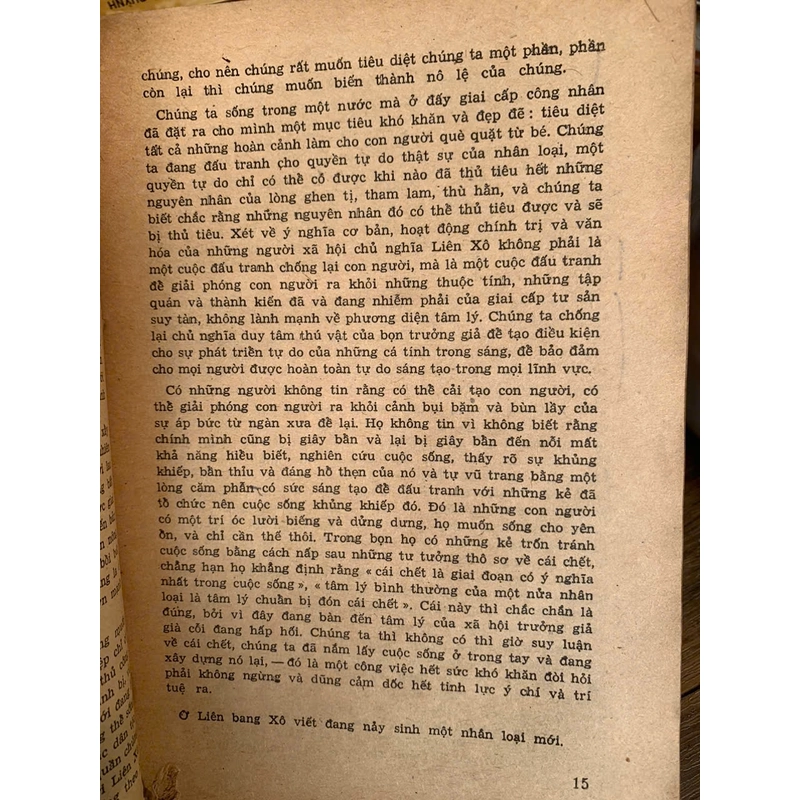 chúng, cho nên chúng rất muốn tiêu diệt chúng ta một phần, phần
còn lại thì chúng muốn biến thành nô lệ của chúng.
Chúng ta sống trong một nước mà ở đấy giai cấp công nhân
đã đặt ra cho mình một mục tiêu khó khăn và đẹp đẽ : tiêu diệt
tất cả những hoàn cảnh làm cho con người què quặt từ bé. Chúng
ta đang đấu tranh cho quyền tự do thật sự của nhân loại, một
quyền tự do chỉ có thể có được khi nào đã thủ tiêu hết những
nguyên nhân của lòng ghen tị, tham lam, thù hằn, và chúng ta
biết chắc rằng những nguyên nhân đó có thể thủ tiêu được và sẽ
bị thủ tiêu. Xét về ý nghĩa cơ bản, hoạt động chính trị và văn
hóa của những người xã hội chủ nghĩa Liên Xô không phải là
một cuộc đấu tranh chống lại con người, mà là một cuộc đấu tranh
để giải phóng con người ra khỏi những thuộc tính, những tập
quán và thành kiến đã và đang nhiễm phải của giai cấp tư sản
suy tàn, không lành mạnh về phương diện tâm lý. Chúng ta chống
lại chủ nghĩa duy tâm thú vật của bọn trưởng giả để tạo điều kiện
cho sự phát triển tự do của những cá tính trong sáng, để bảo đảm
cho mọi người được hoàn toàn tự do sáng tạo trong mọi lĩnh vực.
Có những người không tin rằng có thể cải tạo con người, có
thể giải phóng con người ra khỏi cảnh bụi bặm và bùn lầy của
sự áp bức từ ngàn xưa để lại. Họ không tin vì không biết rằng
chính mình cũng bị giây bẩn và lại bị giây bẩn đến nỗi mất
khả năng hiểu biết, nghiên cứu cuộc sống, thấy rõ sự khủng
khiếp, bẩn thỉu và đáng hổ thẹn của nó và tự vũ trang bằng một
lòng căm phẫn có sức sáng tạo để đấu tranh với những kẻ đã
tổ chức nên cuộc sống khủng khiếp đó. Đó là những con người
có một trí óc lười biếng và dửng dưng, họ muốn sống cho yên
ổn, và chỉ cần thế thôi. Trong bọn họ có những kẻ trốn tránh
cuộc sống bằng cách nấp sau những tư tưởng thô sơ về cái chết,
chẳng hạn họ khẳng định rằng « cái chết là giai đoạn có ý nghĩa
nhất trong cuộc sống », « tâm lý bình thường của một nửa nhân
loại là tâm lý chuẩn bị đón cái chết ». Cái này thì chắc chắn là
đúng, bởi vì đây đang bàn đến tâm lý của xã hội trưởng giả
già cỗi đang hấp hối. Chúng ta thì không có thì giờ suy luận
về cái chết, chúng ta đã nắm lấy cuộc sống ở trong tay và đang
xây dựng nó lại, — đó là một công việc hết sức khó khăn đòi hỏi
phải không ngừng và dũng cảm dốc hết tinh lực ý chí và trí
tuệ ra.
Ở Liên bang Xô viết đang nảy sinh một nhân loại mới.
15